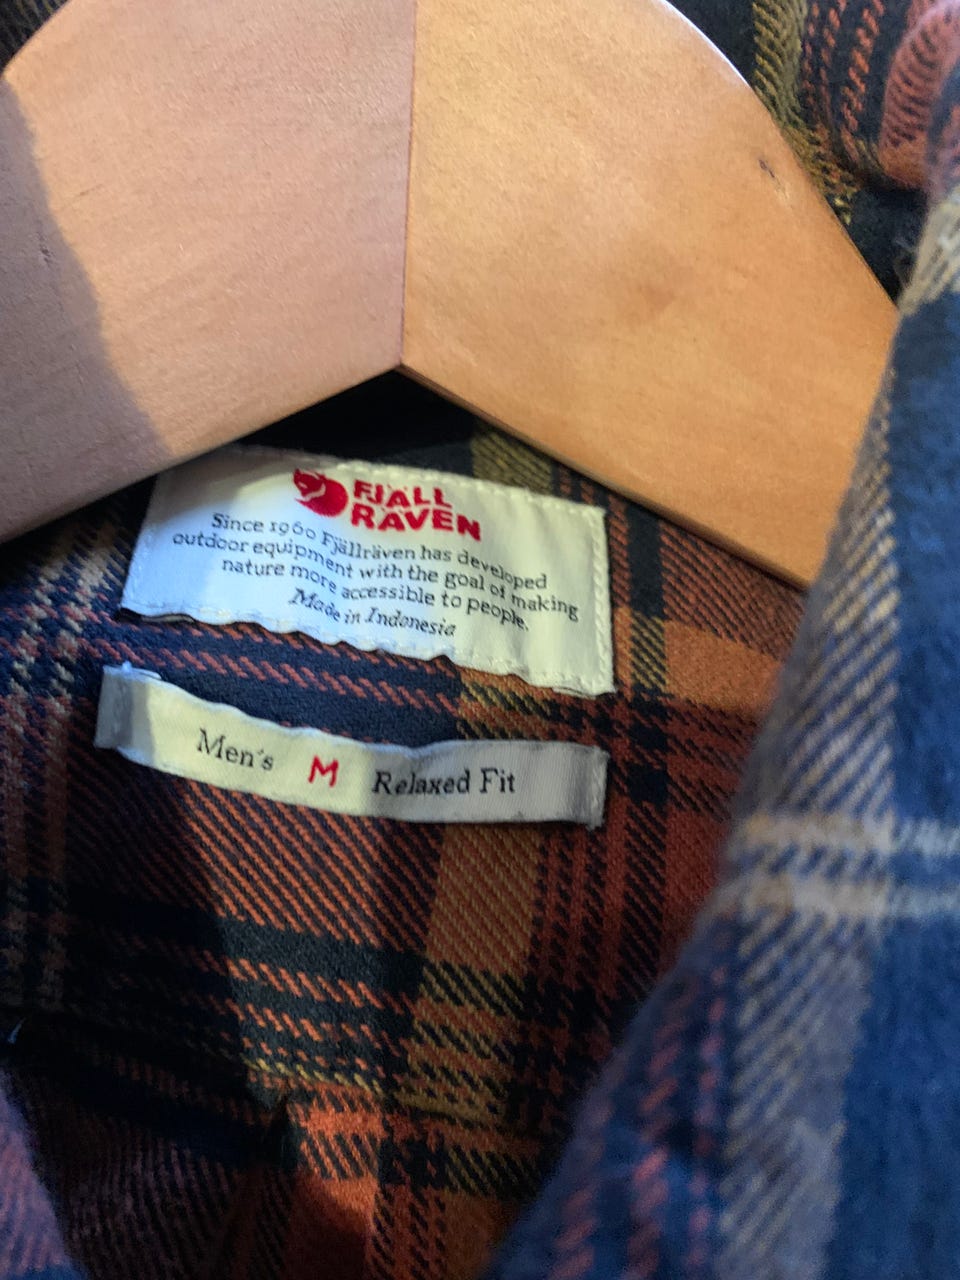 FJÄLL
RÄVEN
Since 1960 Fjällräven has developed
outdoor equipment with the goal of making
nature more accessible to people.
Made in Indonesia
Men's M Relaxed Fit